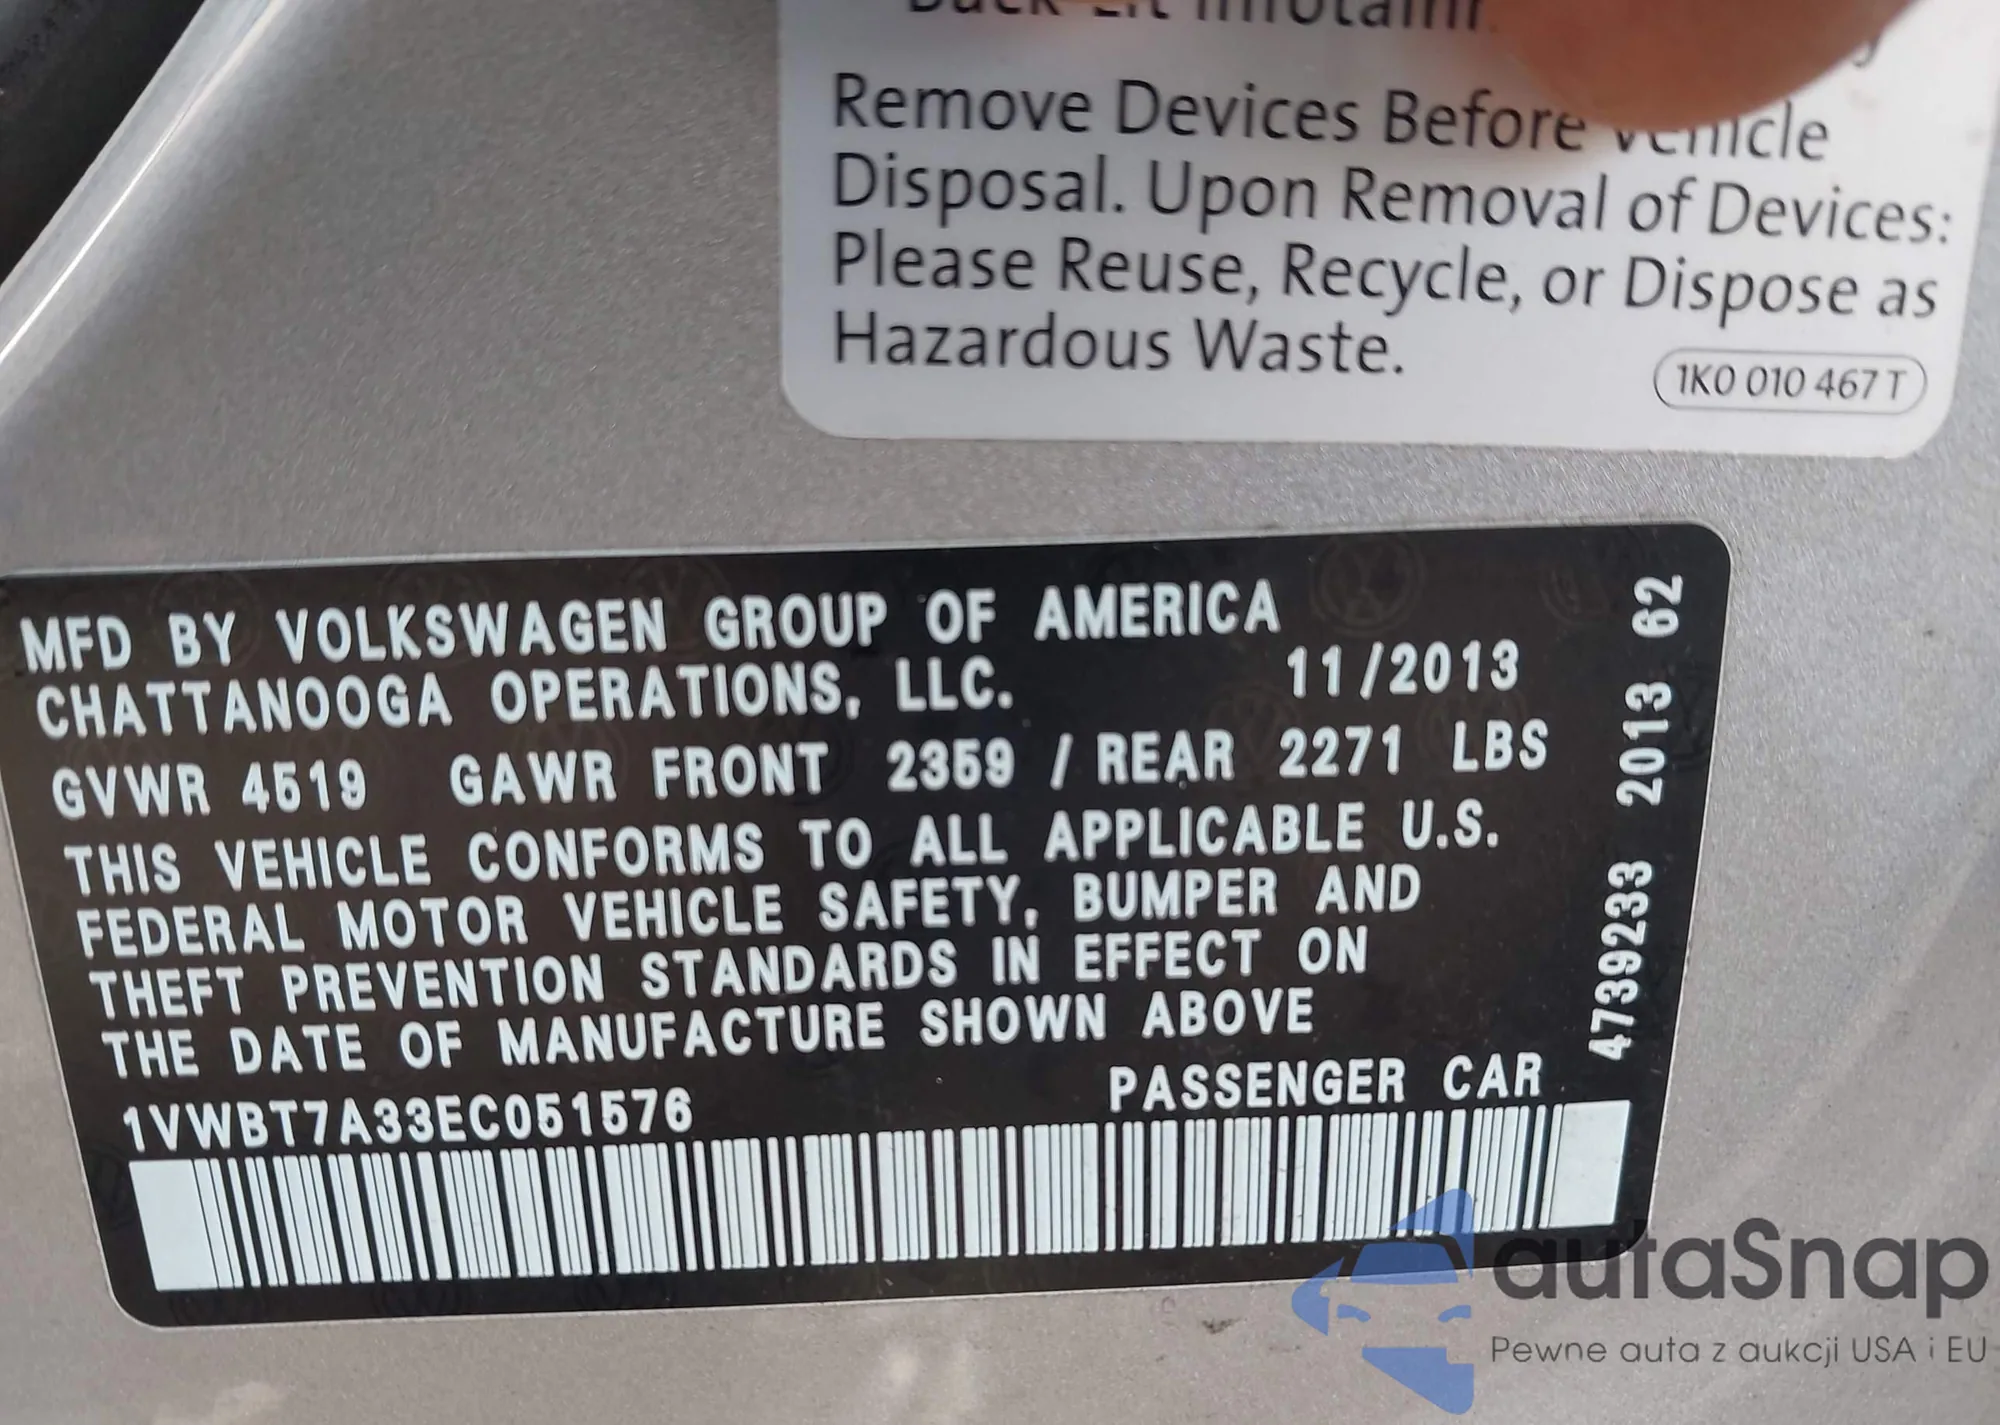 Back-Lit
Remove Devices Before Vehicle
Disposal. Upon Removal of Devices:
Please Reuse, Recycle, or Dispose as
Hazardous Waste.
1K0 010 467 T
MFD BY VOLKSWAGEN GROUP OF AMERICA
CHATTANOOGA OPERATIONS, LLC. 11/2013
GVWR 4519 GAWR FRONT 2359 / REAR 2271 LBS
THIS VEHICLE CONFORMS TO ALL APPLICABLE U.S.
FEDERAL MOTOR VEHICLE SAFETY, BUMPER AND
THEFT PREVENTION STANDARDS IN EFFECT ON
THE DATE OF MANUFACTURE SHOWN ABOVE
1VWBT7A33EC051576 PASSENGER CAR
4739233 2013 62
autaSnap
Pewne auta z aukcji USA i EU